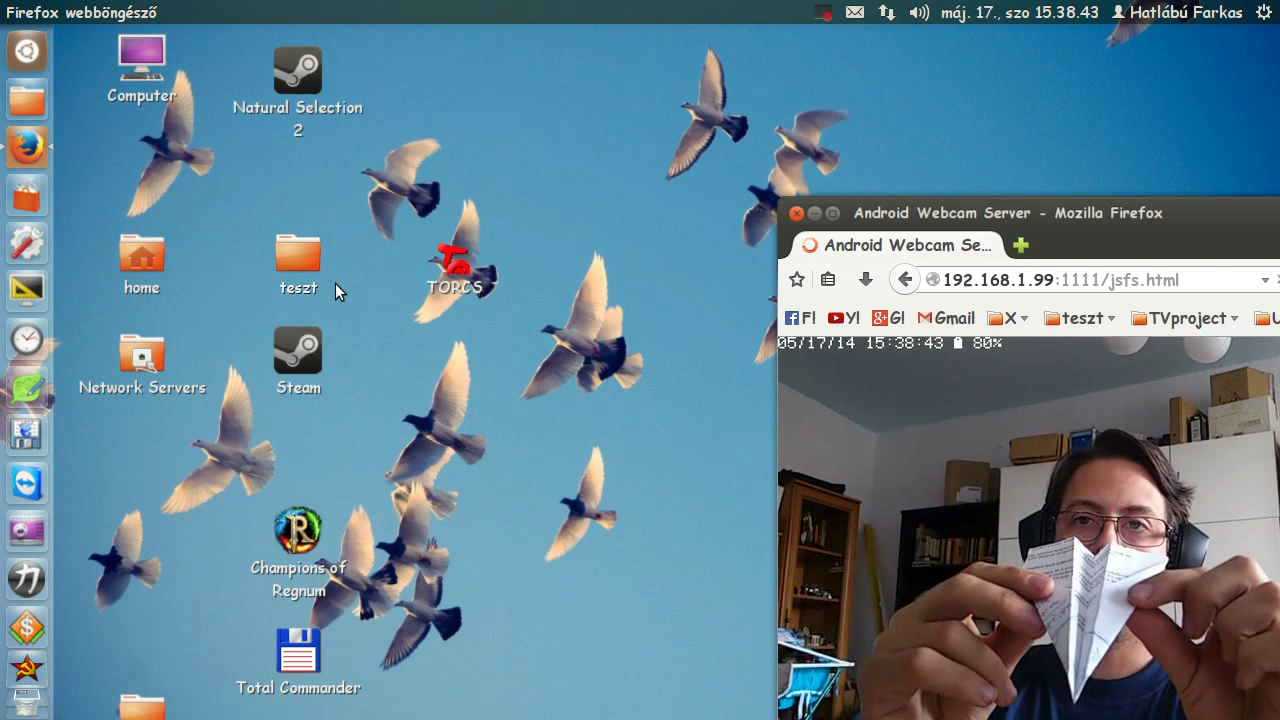 Firefox webböngésző
máj. 17., szo 15.38.43
Hatlábú Farkas
Computer
Natural Selection
2
home
teszt
TORCS
Network Servers
Steam
Champions of
Regnum
Total Commander
Android Webcam Server - Mozilla Firefox
Android Webcam Se...
192.168.1.99:1111/jsfs.html
F!
Y!
G!
Gmail
X
teszt
TVproject
U
05/17/14 15:38:43 80%